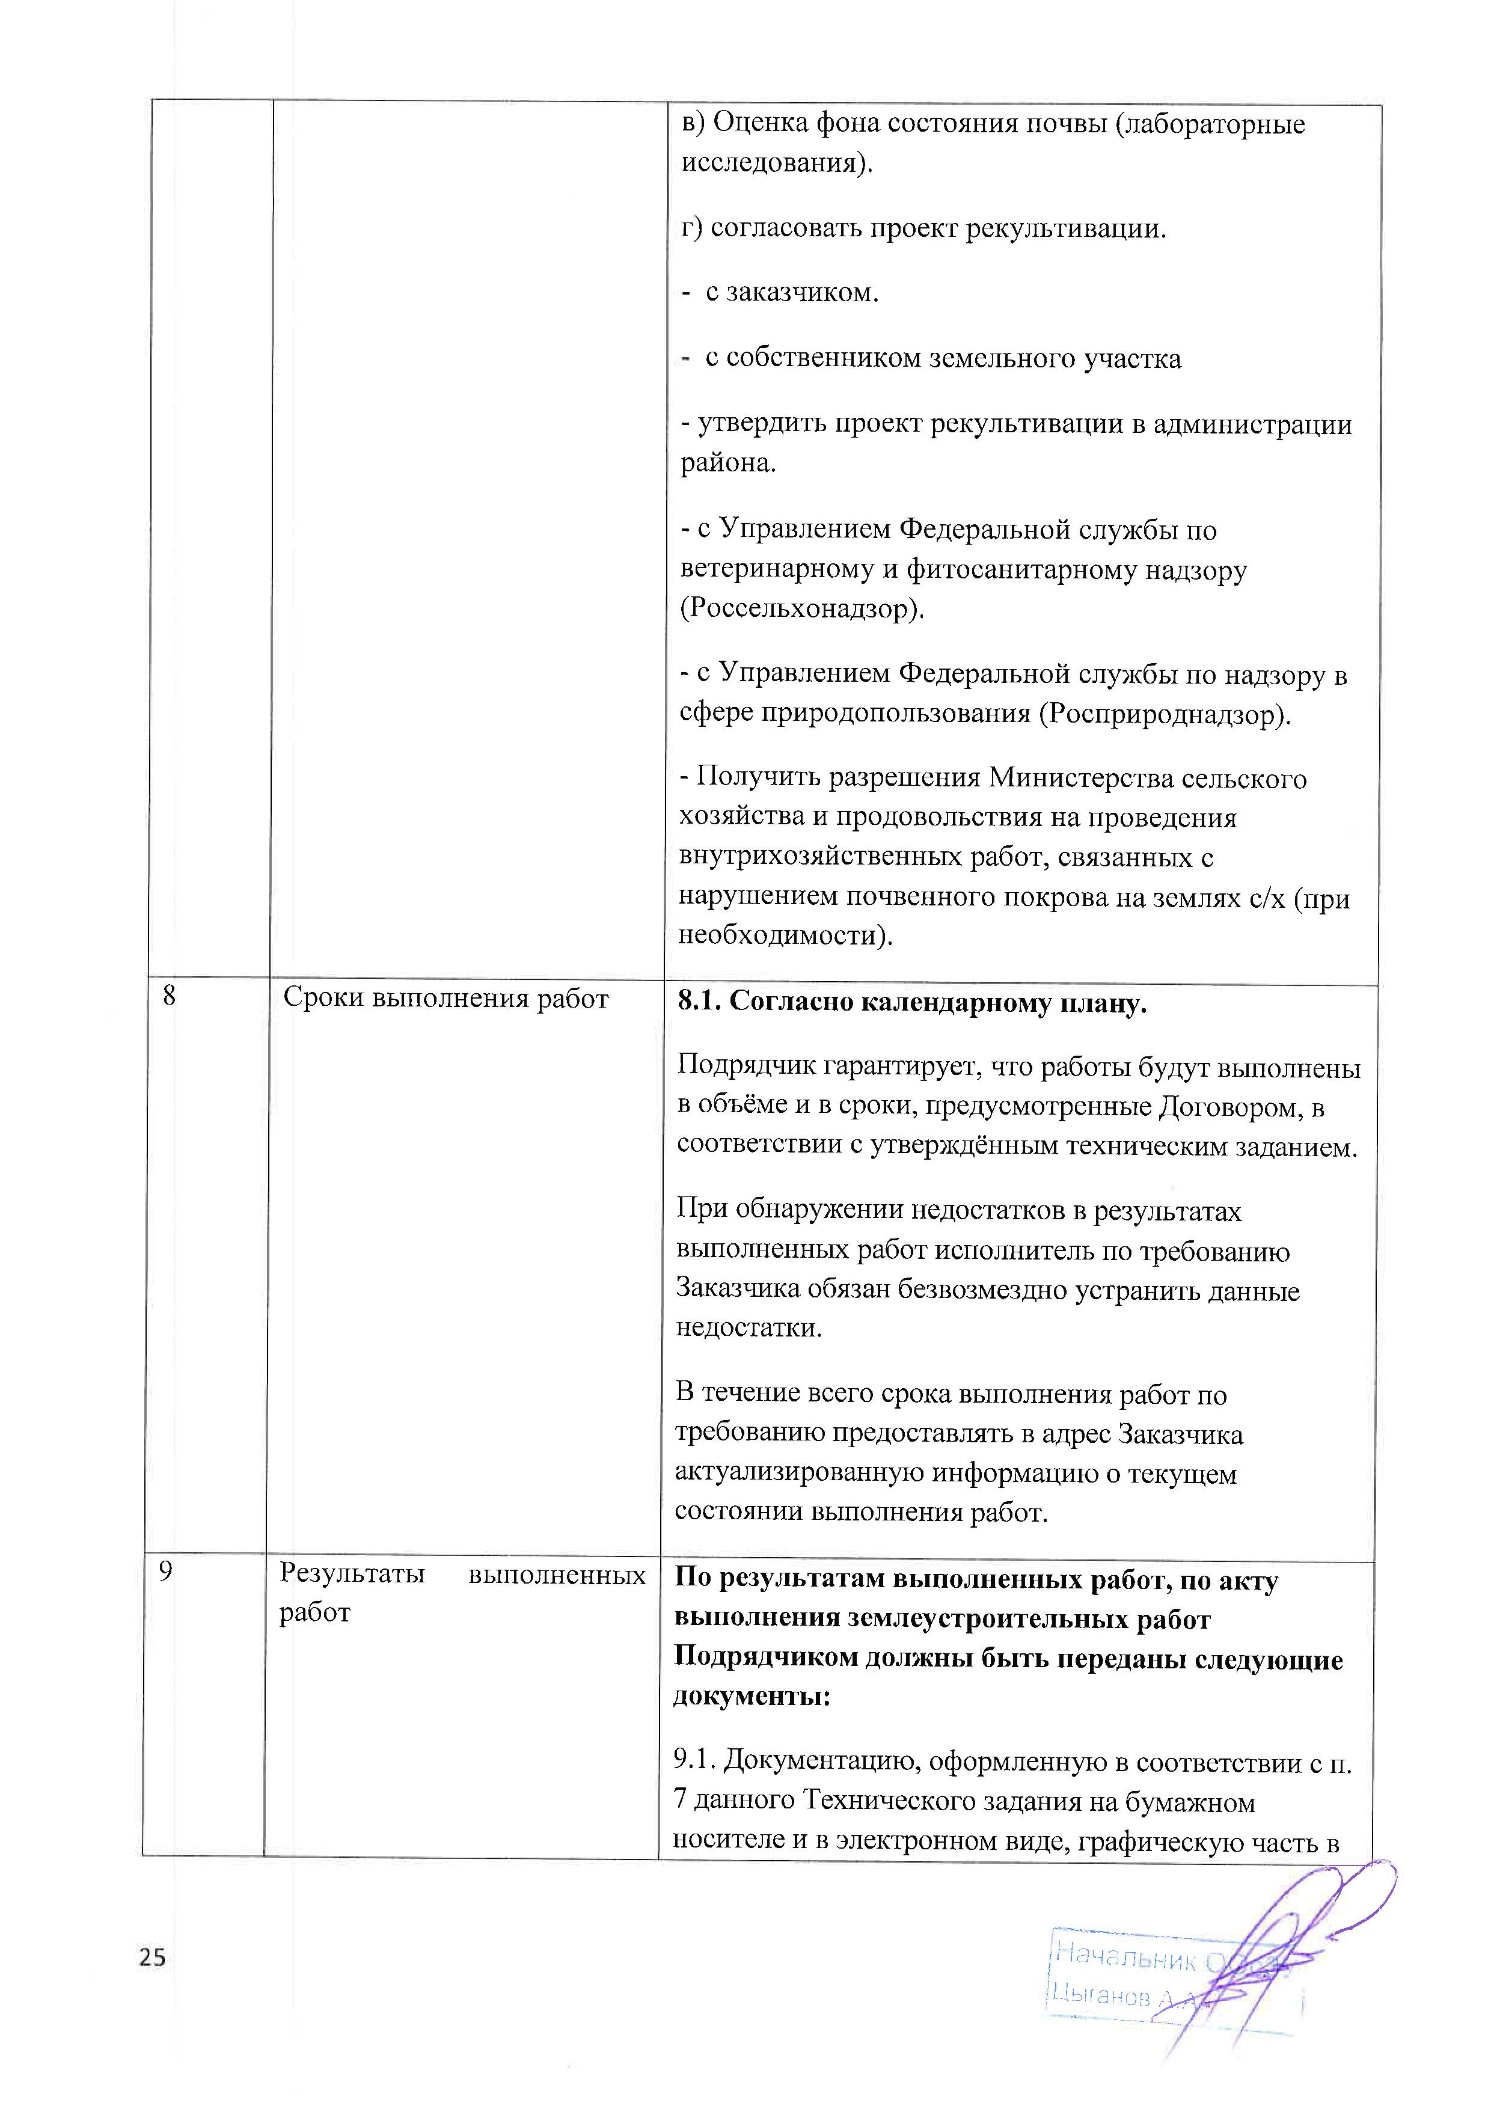 в) Оценка фона состояния почвы (лабораторные
исследования).
г) согласовать проект рекультивации.
- с заказчиком.
- с собственником земельного участка
- утвердить проект рекультивации в администрации
района.
- с Управлением Федеральной службы по
ветеринарному и фитосанитарному надзору
(Россельхонадзор).
- с Управлением Федеральной службы по надзору в
сфере природопользования (Росприроднадзор).
- Получить разрешения Министерства сельского
хозяйства и продовольствия на проведения
внутрихозяйственных работ, связанных с
нарушением почвенного покрова на землях с/х (при
необходимости).
8 Сроки выполнения работ 8.1. Согласно календарному плану.
Подрядчик гарантирует, что работы будут выполнены
в объёме и в сроки, предусмотренные Договором, в
соответствии с утверждённым техническим заданием.
При обнаружении недостатков в результатах
выполненных работ исполнитель по требованию
Заказчика обязан безвозмездно устранить данные
недостатки.
В течение всего срока выполнения работ по
требованию предоставлять в адрес Заказчика
актуализированную информацию о текущем
состоянии выполнения работ.
9 Результаты выполненных
работ
По результатам выполненных работ, по акту
выполнения землеустроительных работ
Подрядчиком должны быть переданы следующие
документы:
9.1. Документацию, оформленную в соответствии с п.
7 данного Технического задания на бумажном
носителе и в электронном виде, графическую часть в
25
Начальник
Цыганов А.А.